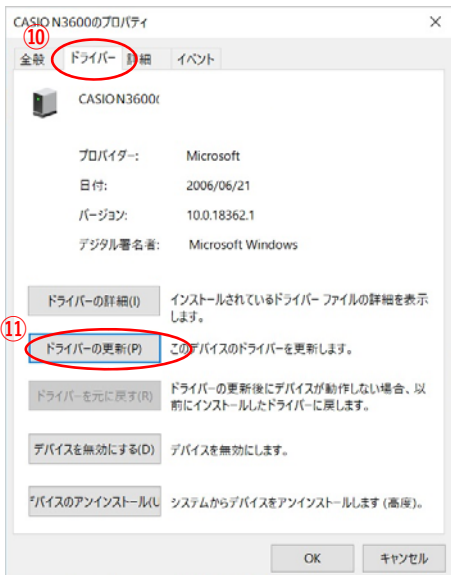 CASIO N3600のプロパティ
⑩
全般 ドライバー 詳細 イベント
CASION3600(
プロバイダー: Microsoft
日付: 2006/06/21
バージョン: 10.0.18362.1
デジタル署名者: Microsoft Windows
ドライバーの詳細(I) インストールされているドライバー ファイルの詳細を表示
します。
⑪
ドライバーの更新(P) このデバイスのドライバーを更新します。
ドライバーを元に戻す(R) ドライバーの更新後にデバイスが動作しない場合、以
前にインストールしたドライバーに戻します。
デバイスを無効にする(D) デバイスを無効にします。
デバイスのアンインストール(U システムからデバイスをアンインストールします (高度)。
OK キャンセル